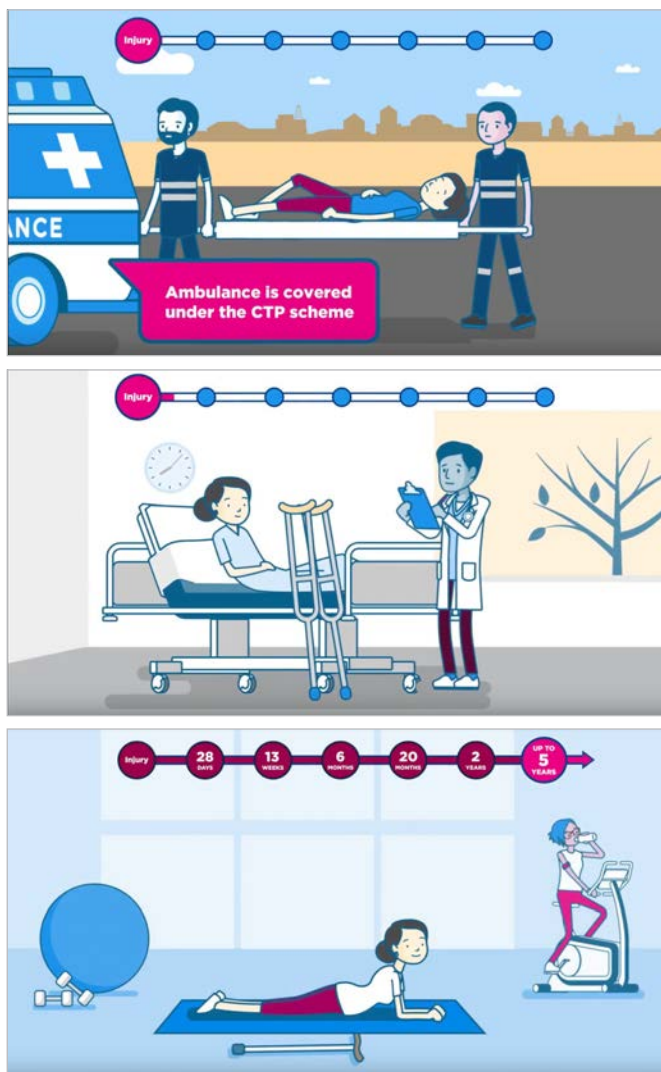 Injury
ANCE
Ambulance is covered
under the CTP scheme
Injury
Injury
28
DAYS
13
WEEKS
6
MONTHS
20
MONTHS
2
YEARS
UP TO
5
YEARS